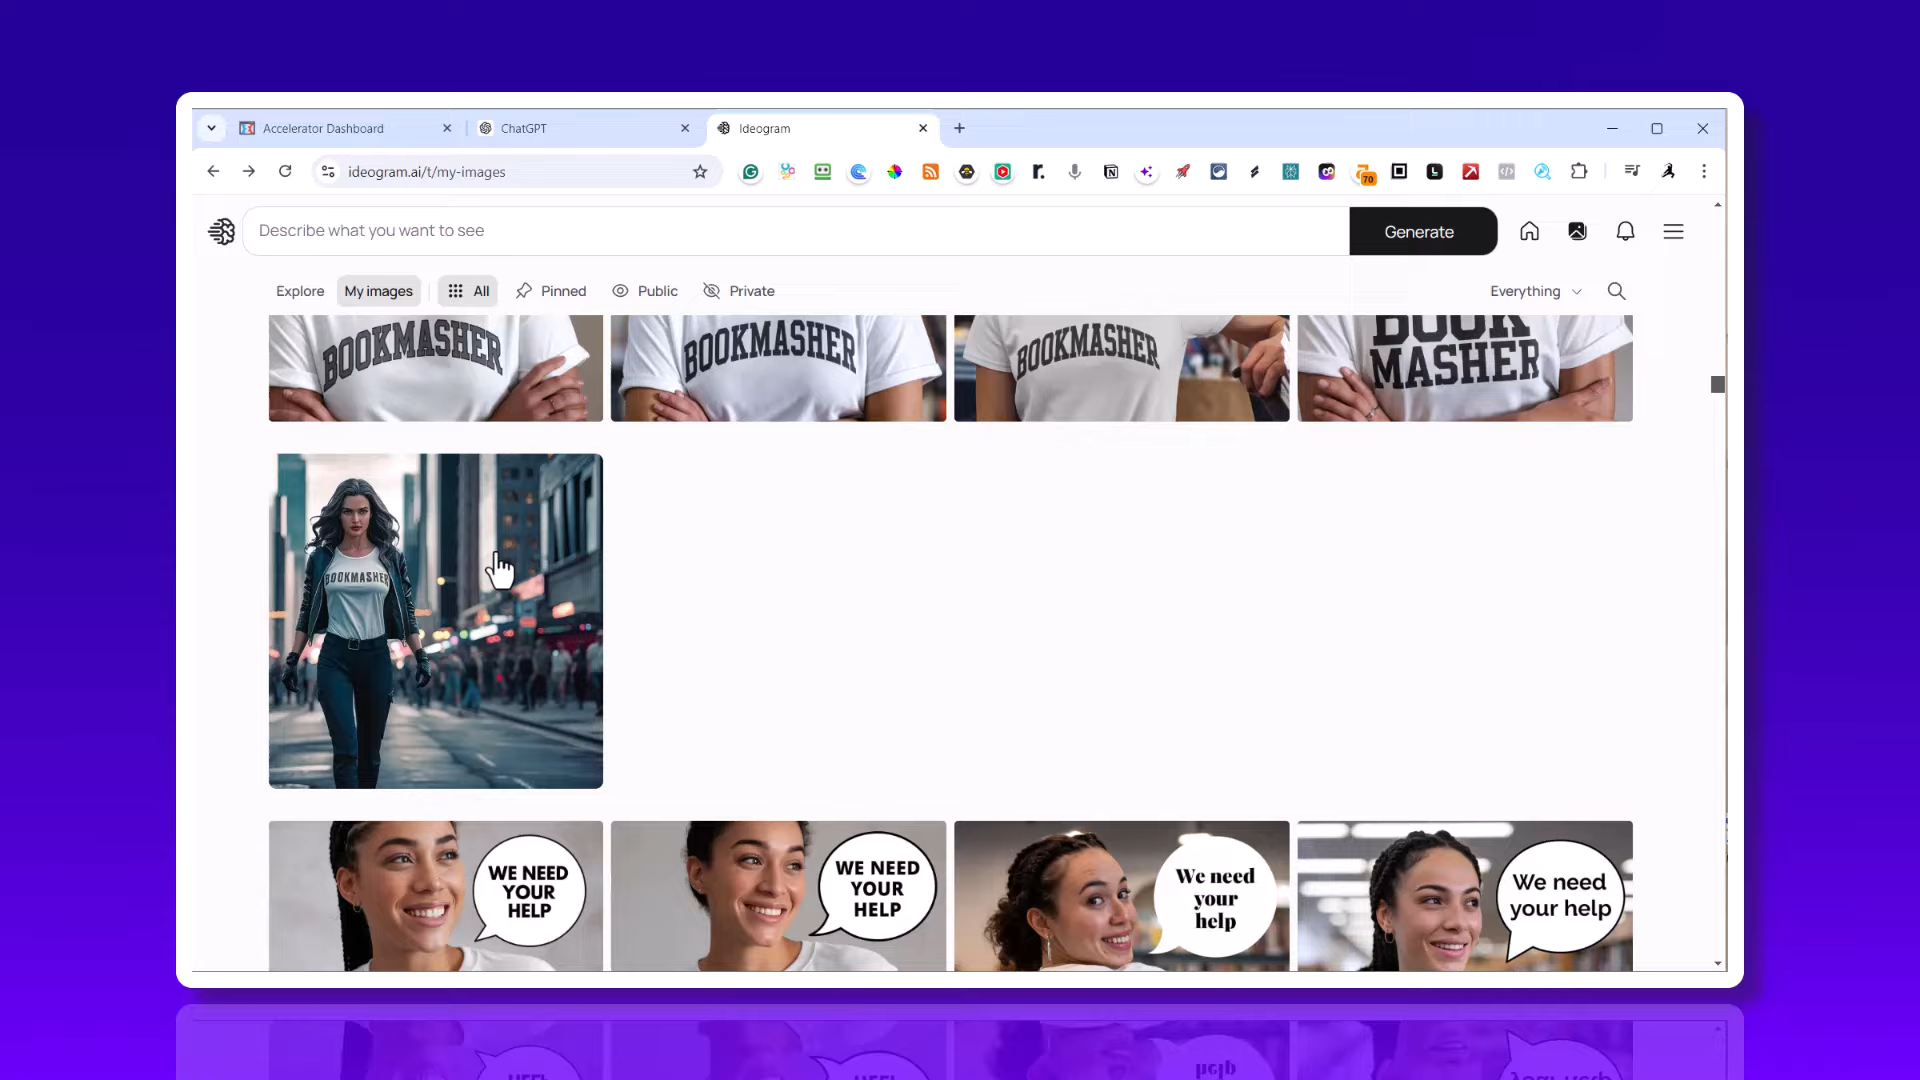 Accelerator Dashboard
ChatGPT
Ideogram
ideogram.ai/t/my-images
70
Describe what you want to see
Generate
Explore
My images
All
Pinned
Public
Private
Everything
BOOKMASHER
BOOKMASHER
BOOKMASHER
BOOK
MASHER
BOOKMASHER
WE NEED
YOUR
HELP
WE NEED
YOUR
HELP
We need
your
help
We need
your help